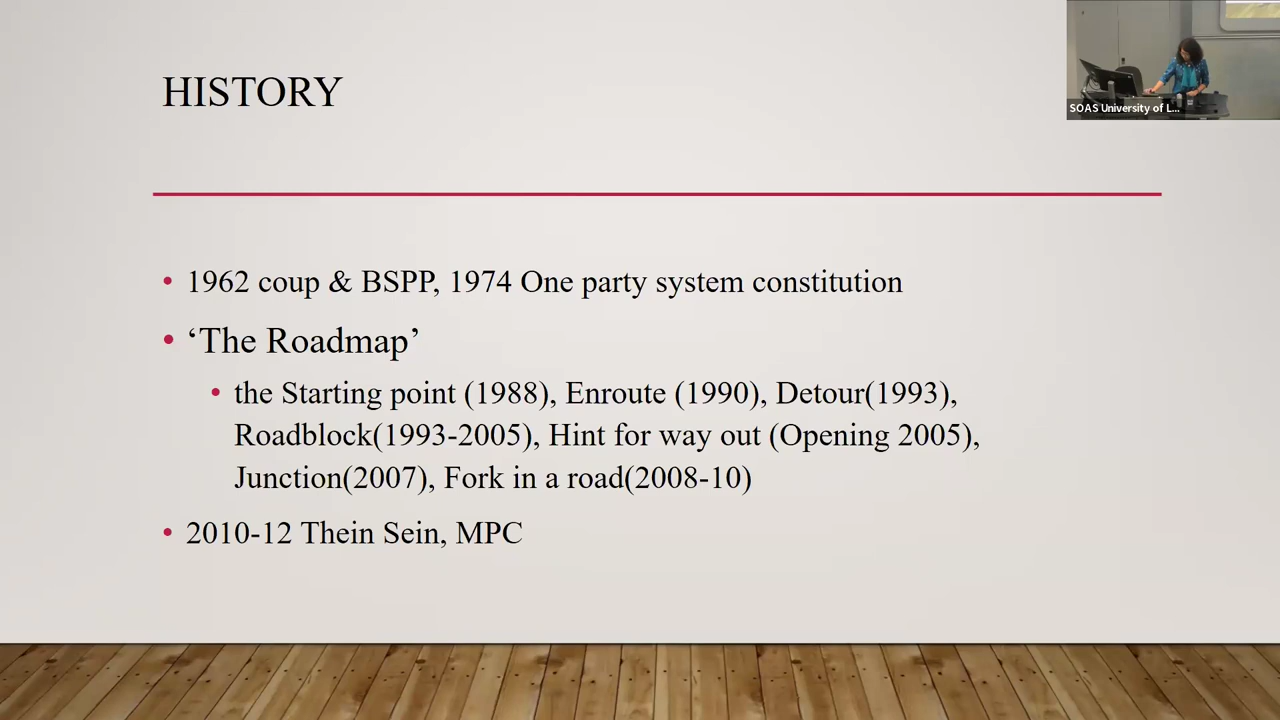 SOAS University of L...
HISTORY
• 1962 coup & BSPP, 1974 One party system constitution
• ‘The Roadmap’
• the Starting point (1988), Enroute (1990), Detour(1993),
Roadblock(1993-2005), Hint for way out (Opening 2005),
Junction(2007), Fork in a road(2008-10)
• 2010-12 Thein Sein, MPC